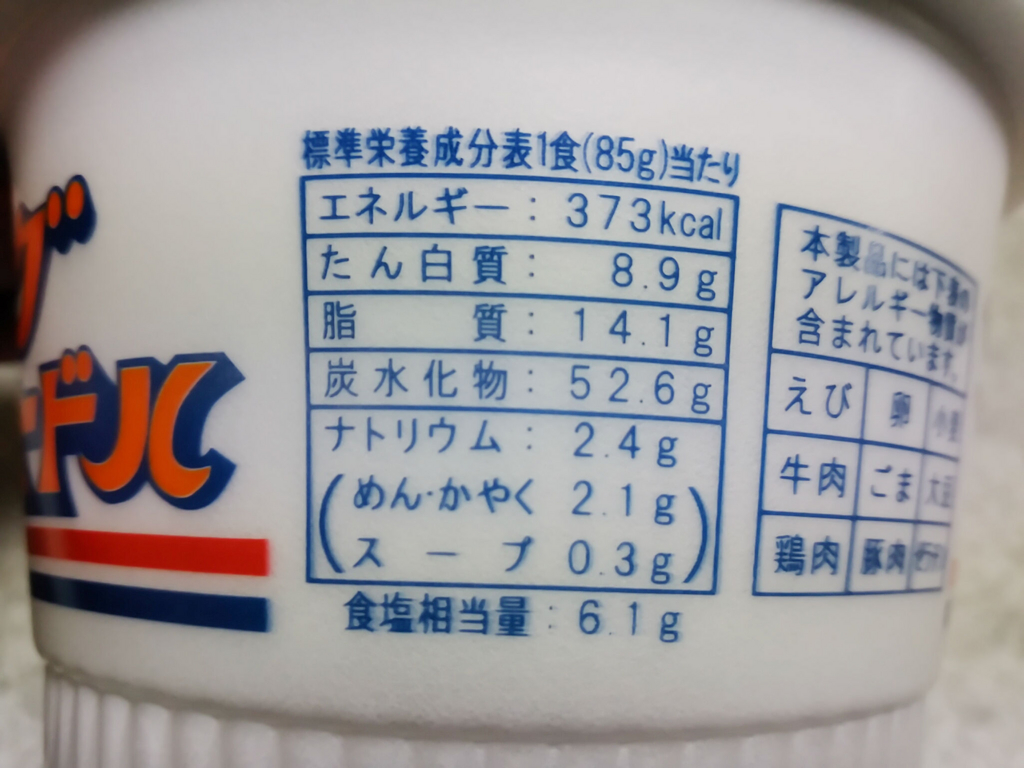 グ
ードル
標準栄養成分表1食(85g)当たり
エネルギー: 373kcal
たん白質: 8.9g
脂質: 14.1g
炭水化物: 52.6g
ナトリウム: 2.4g
(めん・かやく 2.1g
スープ 0.3g)
食塩相当量: 6.1g
本製品には下記の
アレルギー物質が
含まれています。
えび 卵
牛肉 ごま
鶏肉 豚肉